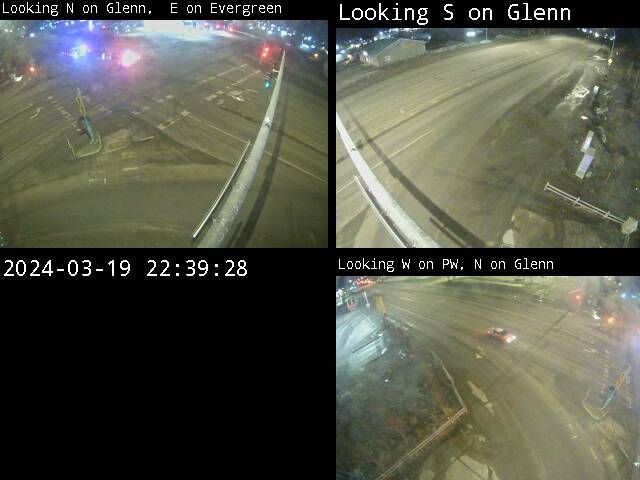 Looking N on Glenn, E on Evergreen
Looking S on Glenn
2024-03-19 22:39:28
Looking W on PW, N on Glenn